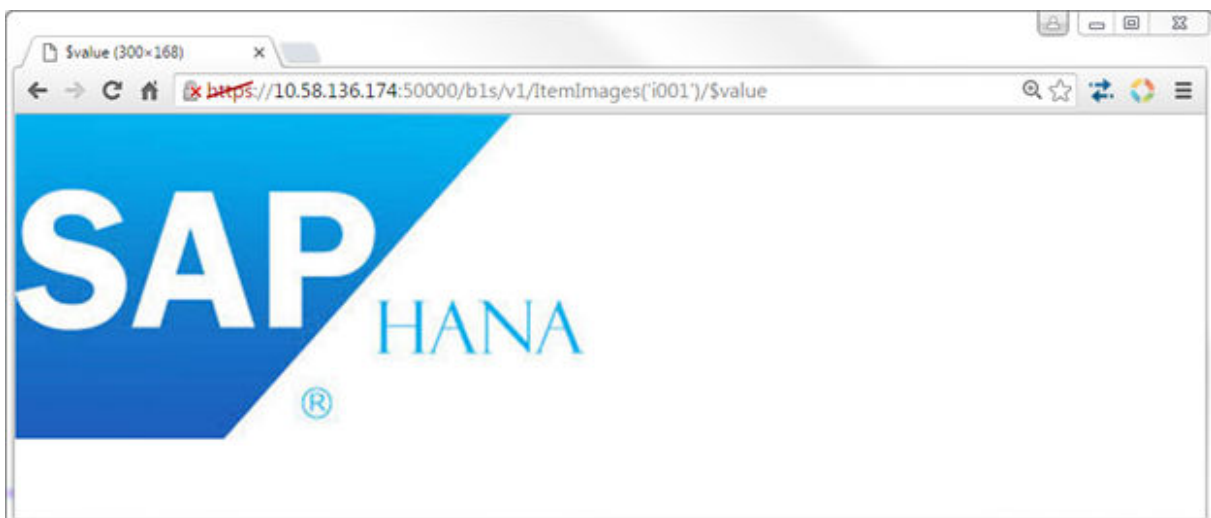 $value (300×168)
https://10.58.136.174:50000/b1s/v1/ItemImages('i001')/$value
SAP
HANA
®